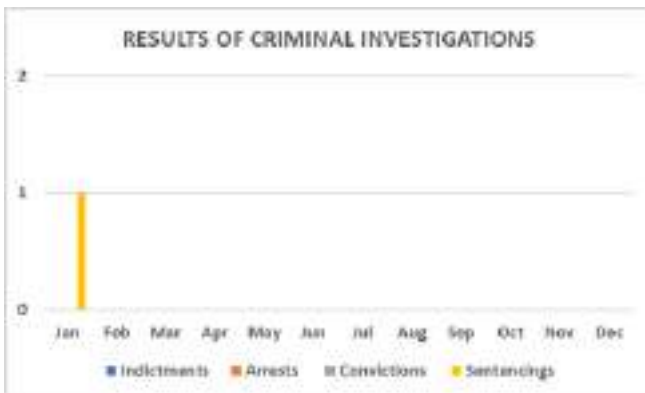 RESULTS OF CRIMINAL INVESTIGATIONS
2
1
0
Jan Feb Mar Apr May Jun Jul Aug Sep Oct Nov Dec
Indictments Arrests Convictions Sentencings